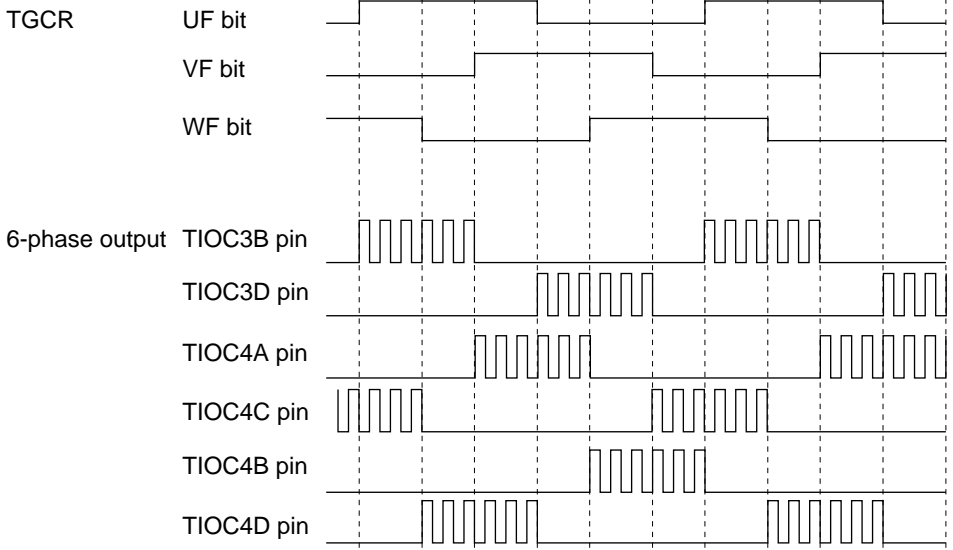 TGCR UF bit
VF bit
WF bit
6-phase output TIOC3B pin
TIOC3D pin
TIOC4A pin
TIOC4C pin
TIOC4B pin
TIOC4D pin